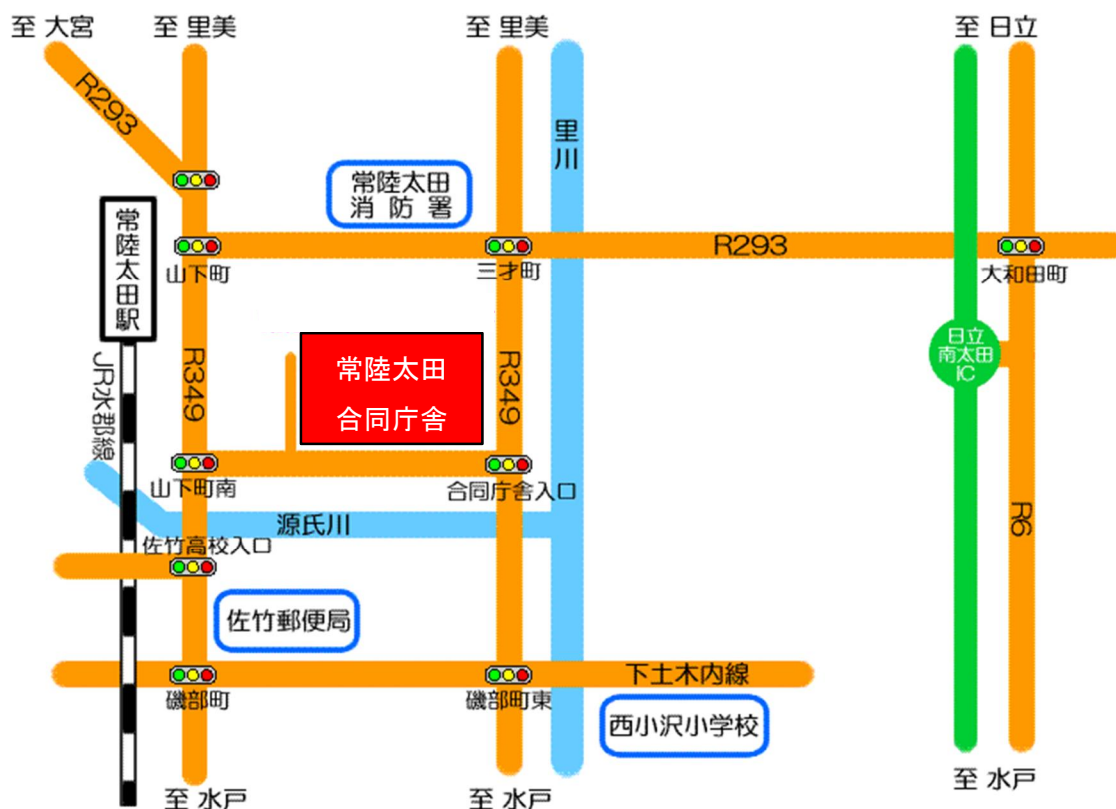 至 大宮
至 里美
至 里美
至 日立
R293
里川
常陸太田
消防署
常陸太田駅
山下町
三才町
R293
大和田町
日立
南太田
IC
常陸太田
合同庁舎
R349
R349
JR水郡線
山下町南
合同庁舎入口
源氏川
R6
佐竹高校入口
佐竹郵便局
下土木内線
磯部町
磯部町東
西小沢小学校
至 水戸
至 水戸
至 水戸